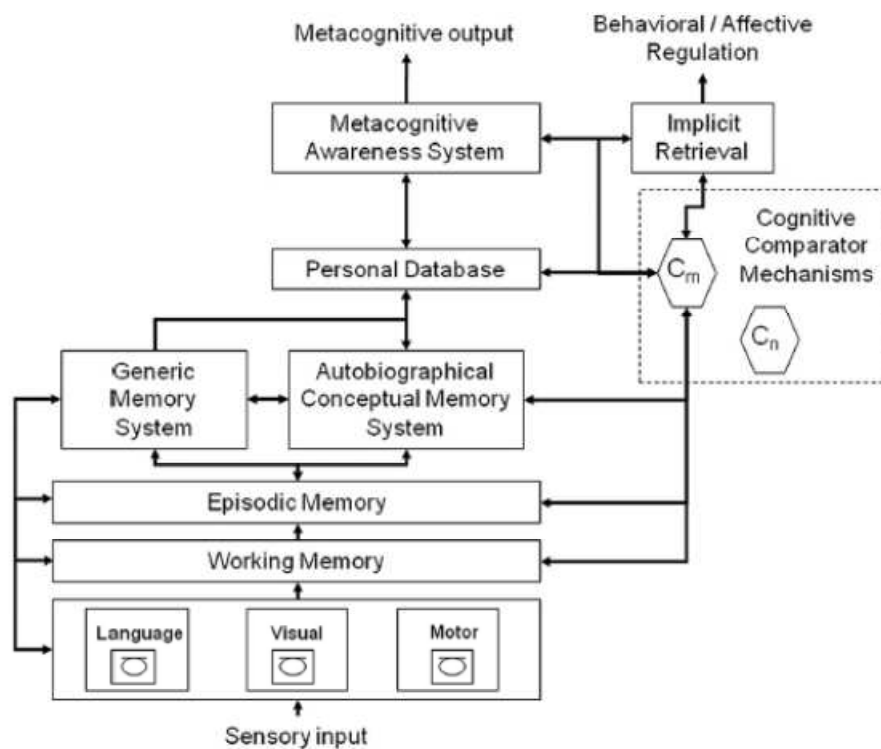 Metacognitive output
Behavioral / Affective
Regulation
Metacognitive
Awareness System
Implicit
Retrieval
Cognitive
Comparator
Mechanisms
Personal Database
Cm
Cn
Generic
Memory
System
Autobiographical
Conceptual Memory
System
Episodic Memory
Working Memory
Language
Visual
Motor
Sensory input